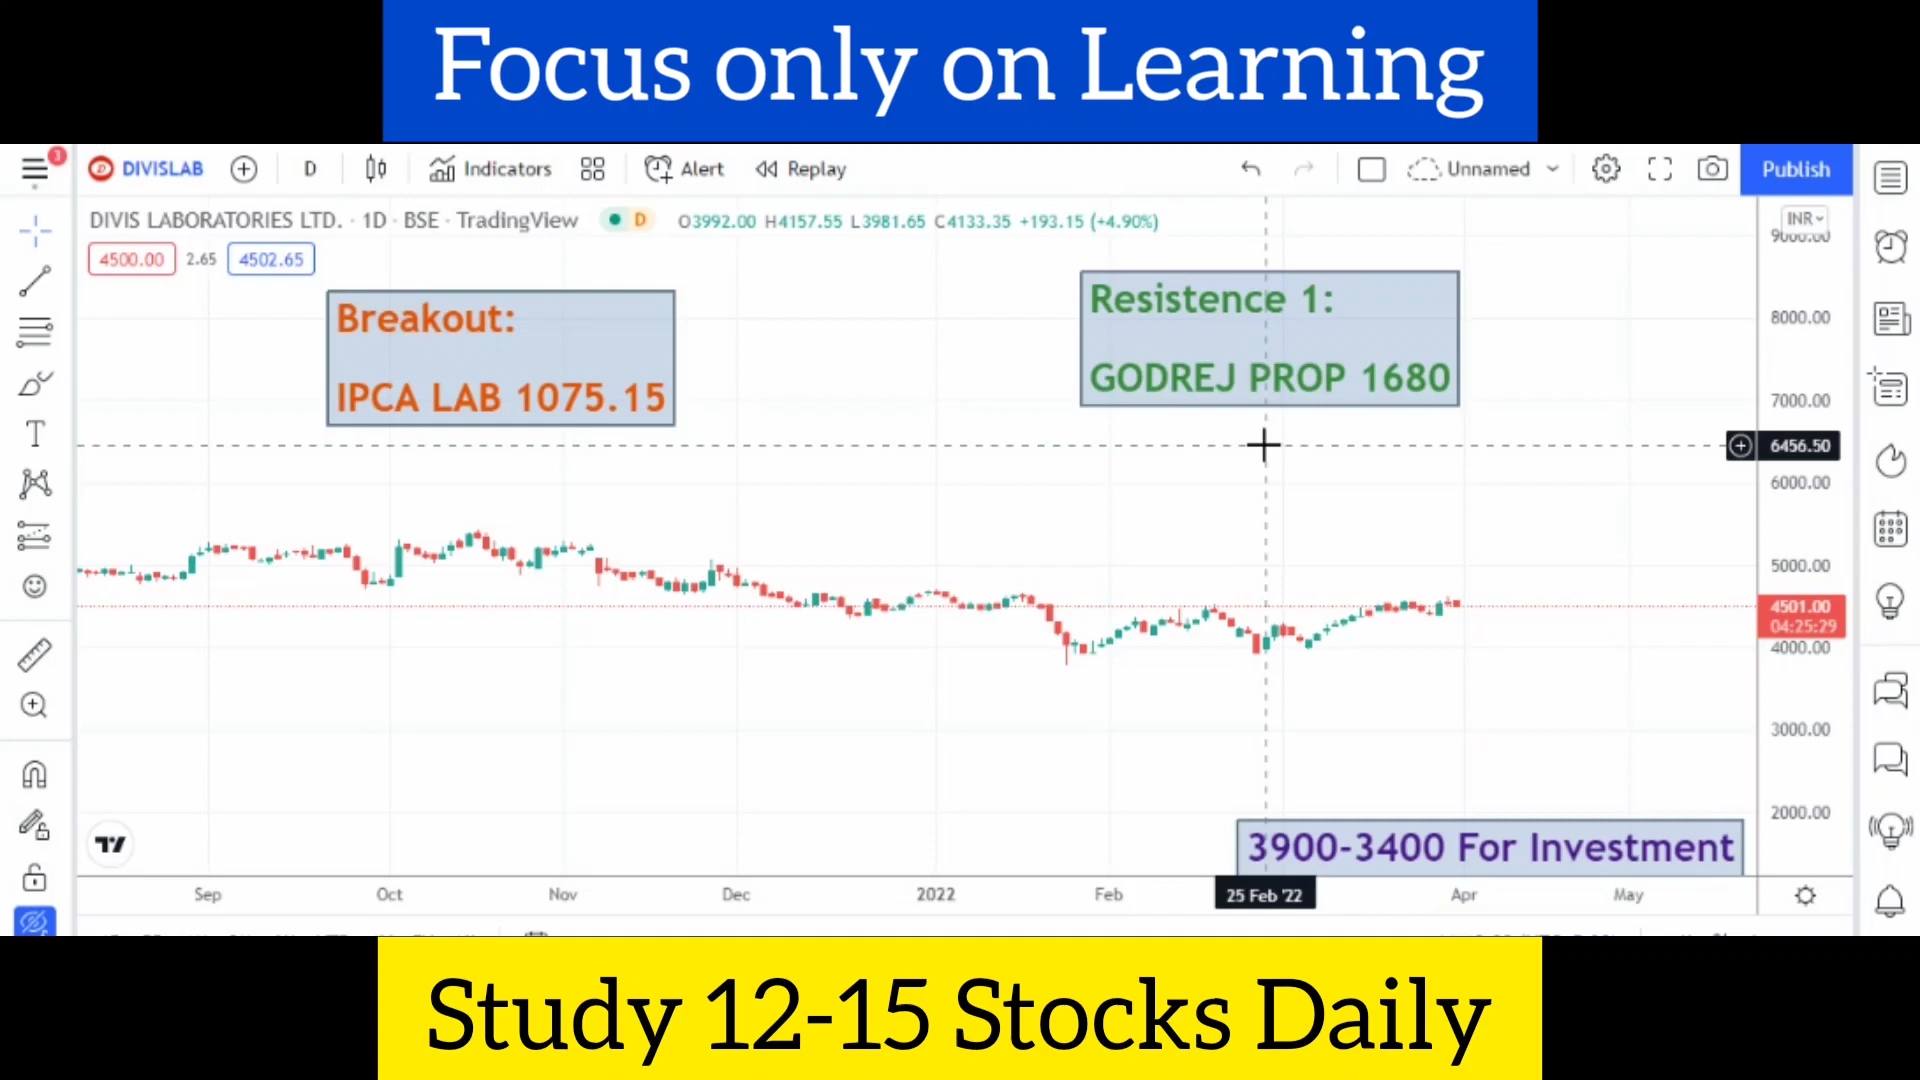 Focus only on Learning
3
DIVISLAB
D
Indicators
Alert
Replay
Unnamed
Publish
DIVIS LABORATORIES LTD. · 1D · BSE · TradingView
D
O3992.00 H4157.55 L3981.65 C4133.35 +193.15 (+4.90%)
INR
9000.00
4500.00
2.65
4502.65
Breakout:
IPCA LAB 1075.15
Resistence 1:
GODREJ PROP 1680
8000.00
7000.00
6456.50
6000.00
5000.00
4501.00
04:25:29
4000.00
3000.00
2000.00
3900-3400 For Investment
Sep
Oct
Nov
Dec
2022
Feb
25 Feb '22
Apr
May
Study 12-15 Stocks Daily